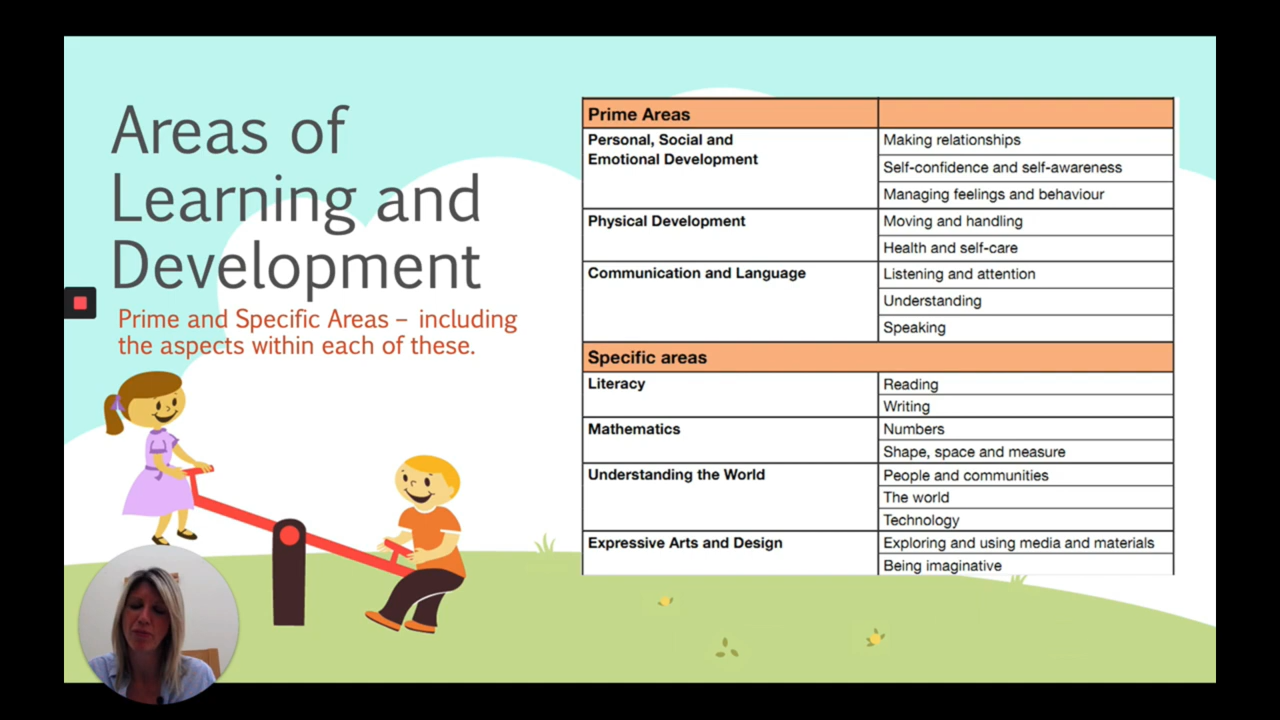 Areas of
Learning and
Development
Prime and Specific Areas – including
the aspects within each of these.
Prime Areas
Personal, Social and
Emotional Development
Making relationships
Self-confidence and self-awareness
Managing feelings and behaviour
Physical Development
Moving and handling
Health and self-care
Communication and Language
Listening and attention
Understanding
Speaking
Specific areas
Literacy
Reading
Writing
Mathematics
Numbers
Shape, space and measure
Understanding the World
People and communities
The world
Technology
Expressive Arts and Design
Exploring and using media and materials
Being imaginative